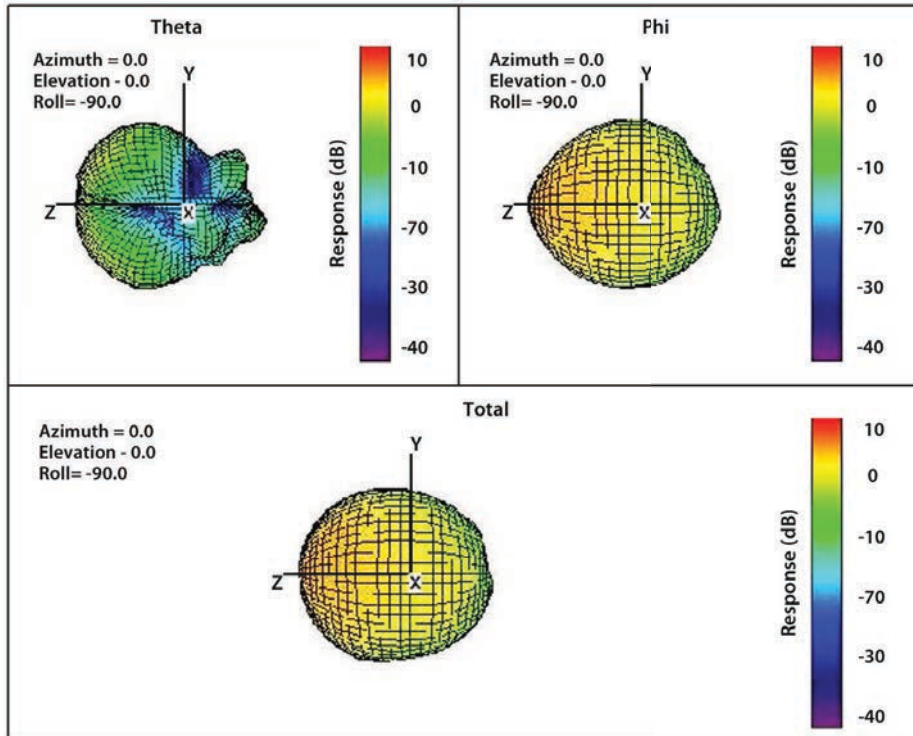 Theta
Azimuth = 0.0
Elevation - 0.0
Roll= -90.0
Y
Z
X
Response (dB)
10
0
-10
-70
-30
-40
Phi
Azimuth = 0.0
Elevation - 0.0
Roll= -90.0
Y
Z
X
Response (dB)
10
0
-10
-70
-30
-40
Total
Azimuth = 0.0
Elevation - 0.0
Roll= -90.0
Y
Z
X
Response (dB)
10
0
-10
-70
-30
-40